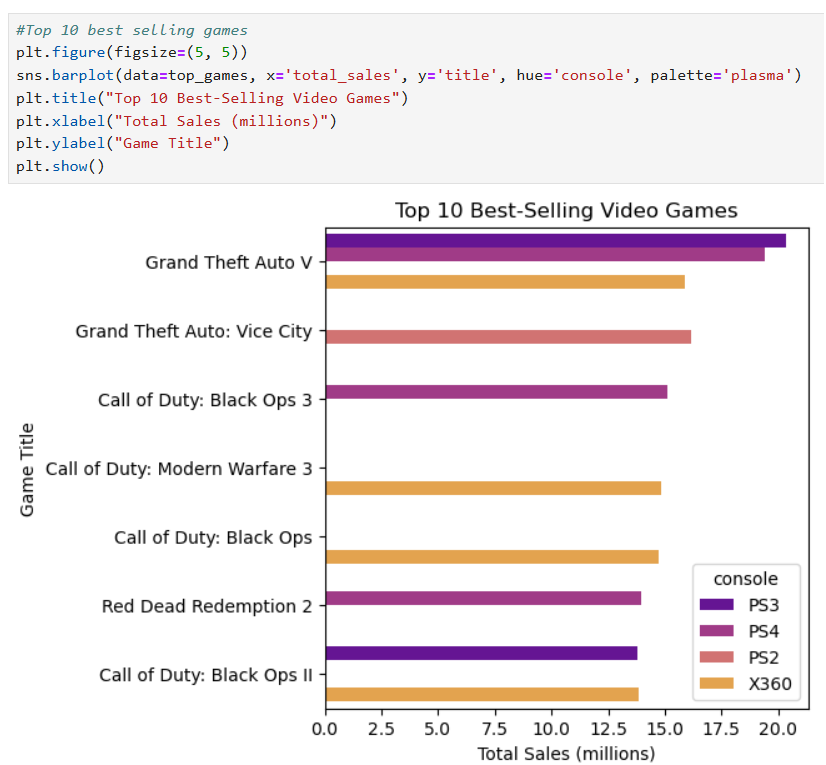 #Top 10 best selling games
plt.figure(figsize=(5, 5))
sns.barplot(data=top_games, x='total_sales', y='title', hue='console', palette='plasma')
plt.title("Top 10 Best-Selling Video Games")
plt.xlabel("Total Sales (millions)")
plt.ylabel("Game Title")
plt.show()
Top 10 Best-Selling Video Games
Game Title
Grand Theft Auto V
Grand Theft Auto: Vice City
Call of Duty: Black Ops 3
Call of Duty: Modern Warfare 3
Call of Duty: Black Ops
Red Dead Redemption 2
Call of Duty: Black Ops II
console
PS3
PS4
PS2
X360
0.0 2.5 5.0 7.5 10.0 12.5 15.0 17.5 20.0
Total Sales (millions)